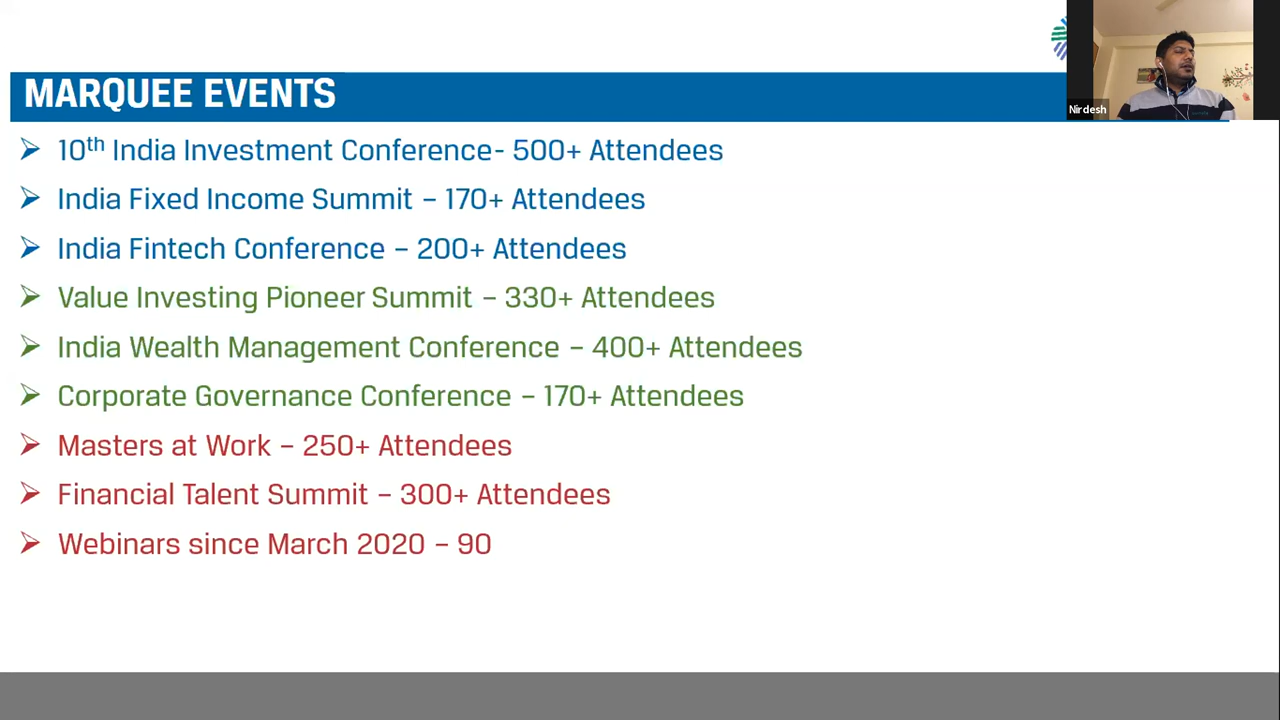 MARQUEE EVENTS
Nirdesh
➢ 10th India Investment Conference- 500+ Attendees
➢ India Fixed Income Summit – 170+ Attendees
➢ India Fintech Conference – 200+ Attendees
➢ Value Investing Pioneer Summit – 330+ Attendees
➢ India Wealth Management Conference – 400+ Attendees
➢ Corporate Governance Conference – 170+ Attendees
➢ Masters at Work – 250+ Attendees
➢ Financial Talent Summit – 300+ Attendees
➢ Webinars since March 2020 – 90